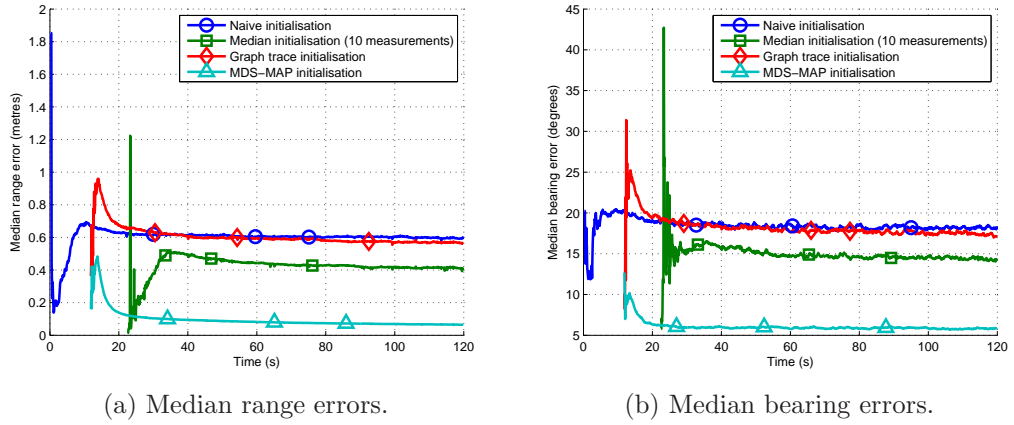 2
1.8
1.6
1.4
1.2
1
0.8
0.6
0.4
0.2
0
Median range error (metres)
0 20 40 60 80 100 120
Time (s)
Naive initialisation
Median initialisation (10 measurements)
Graph trace initialisation
MDS−MAP initialisation
(a) Median range errors.
45
40
35
30
25
20
15
10
5
Median bearing error (degrees)
0 20 40 60 80 100 120
Time (s)
Naive initialisation
Median initialisation (10 measurements)
Graph trace initialisation
MDS−MAP initialisation
(b) Median bearing errors.